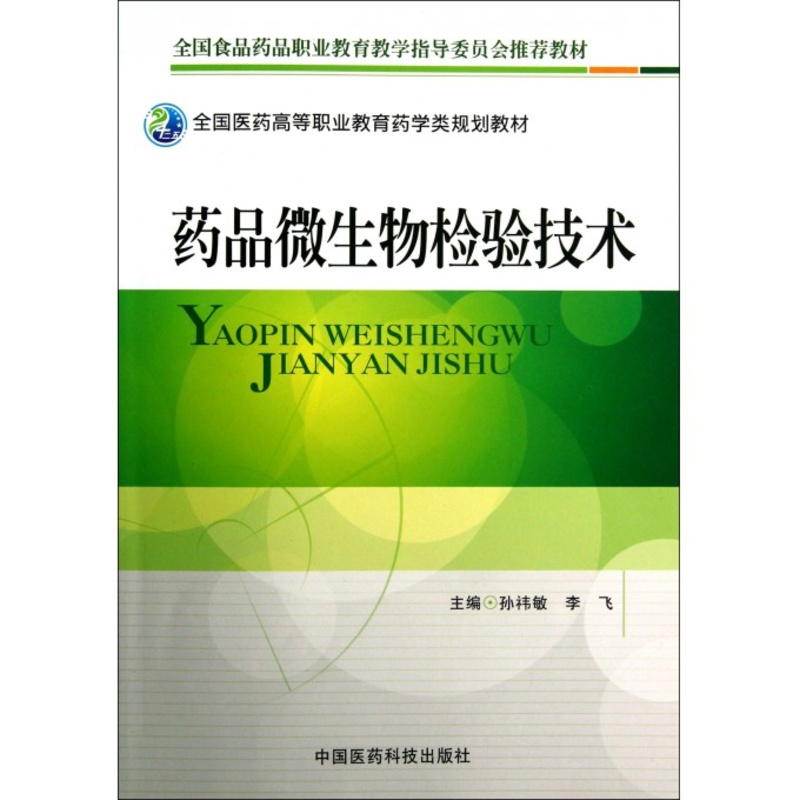 全国食品药品职业教育教学指导委员会推荐教材
全国医药高等职业教育药学类规划教材
药品微生物检验技术
YAOPIN WEISHENGWU
JIANYAN JISHU
主编 孙祎敏 李 飞
中国医药科技出版社